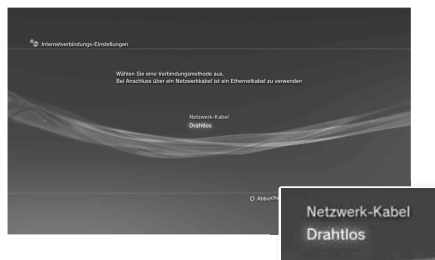 Internetverbindungs-Einstellungen
Wählen Sie eine Verbindungsmethode aus.
Bei Anschluss über ein Netzwerkkabel ist ein Ethernetkabel zu verwenden
Netzwerk-Kabel
Drahtlos
Netzwerk-Kabel
Drahtlos